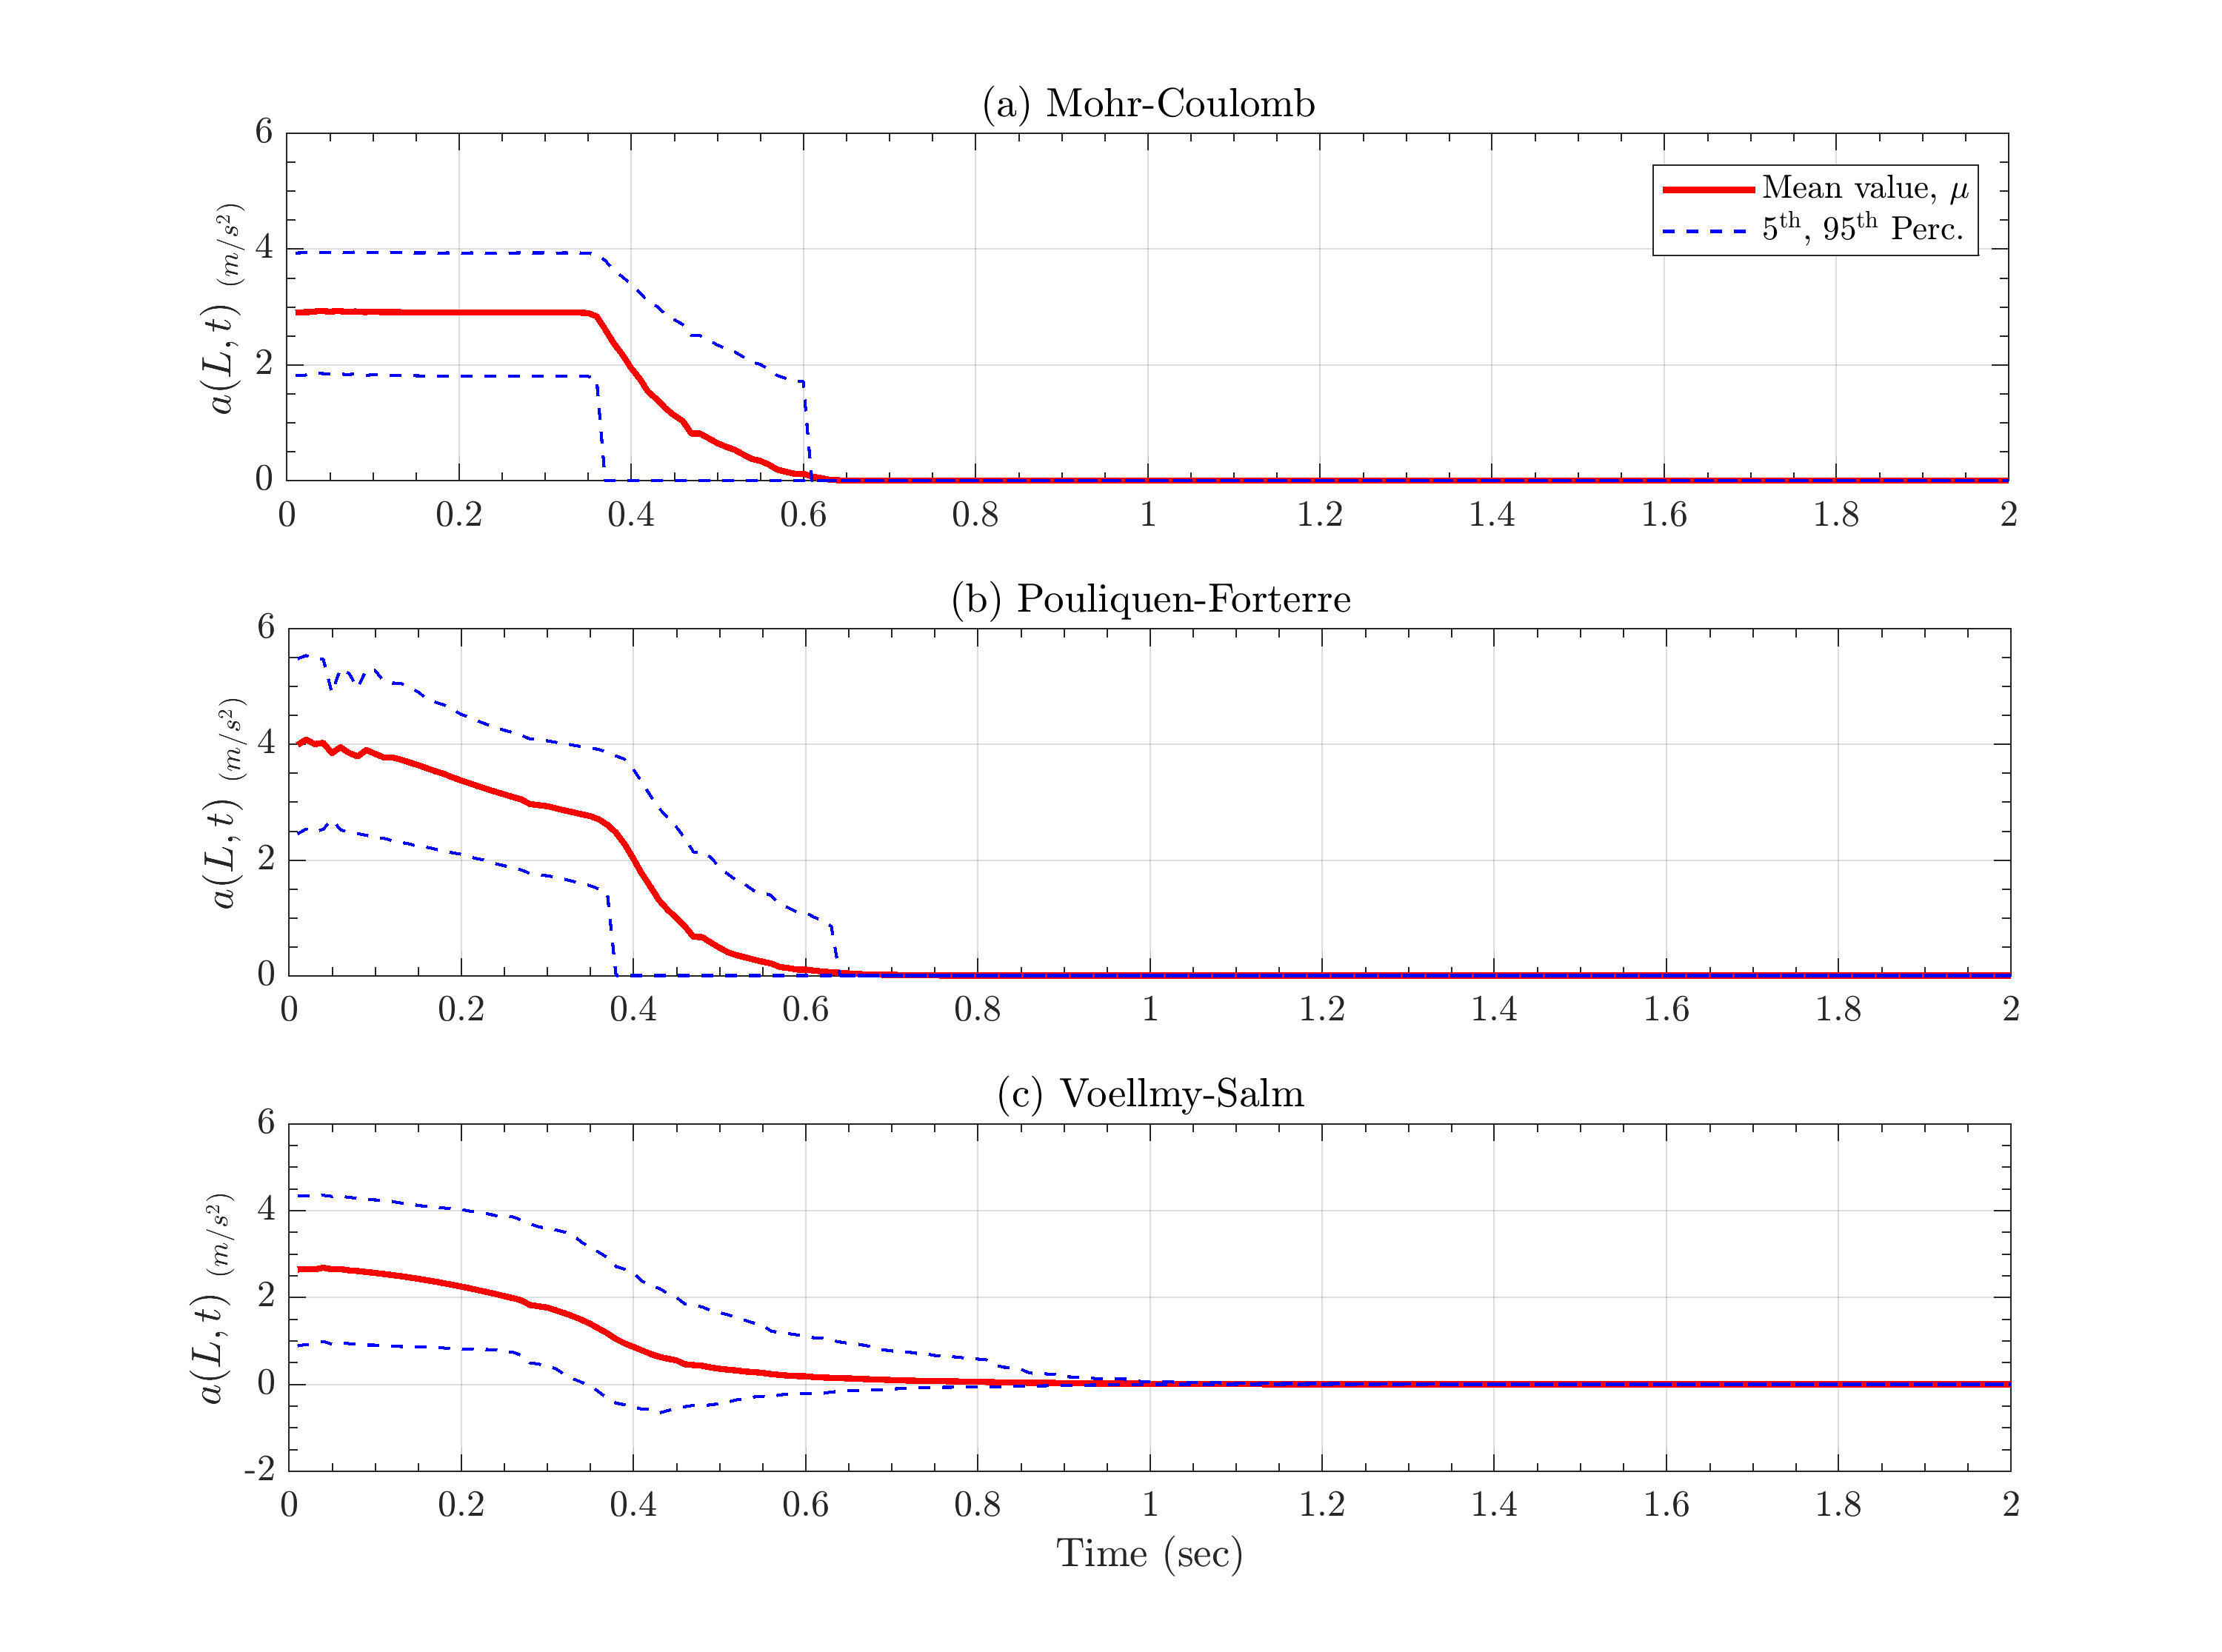 (a) Mohr-Coulomb
a(L, t) (m/s²)
6
4
2
0
Mean value, μ
5th, 95th Perc.
0 0.2 0.4 0.6 0.8 1 1.2 1.4 1.6 1.8 2
(b) Pouliquen-Forterre
a(L, t) (m/s²)
6
4
2
0
0 0.2 0.4 0.6 0.8 1 1.2 1.4 1.6 1.8 2
(c) Voellmy-Salm
a(L, t) (m/s²)
6
4
2
0
-2
0 0.2 0.4 0.6 0.8 1 1.2 1.4 1.6 1.8 2
Time (sec)